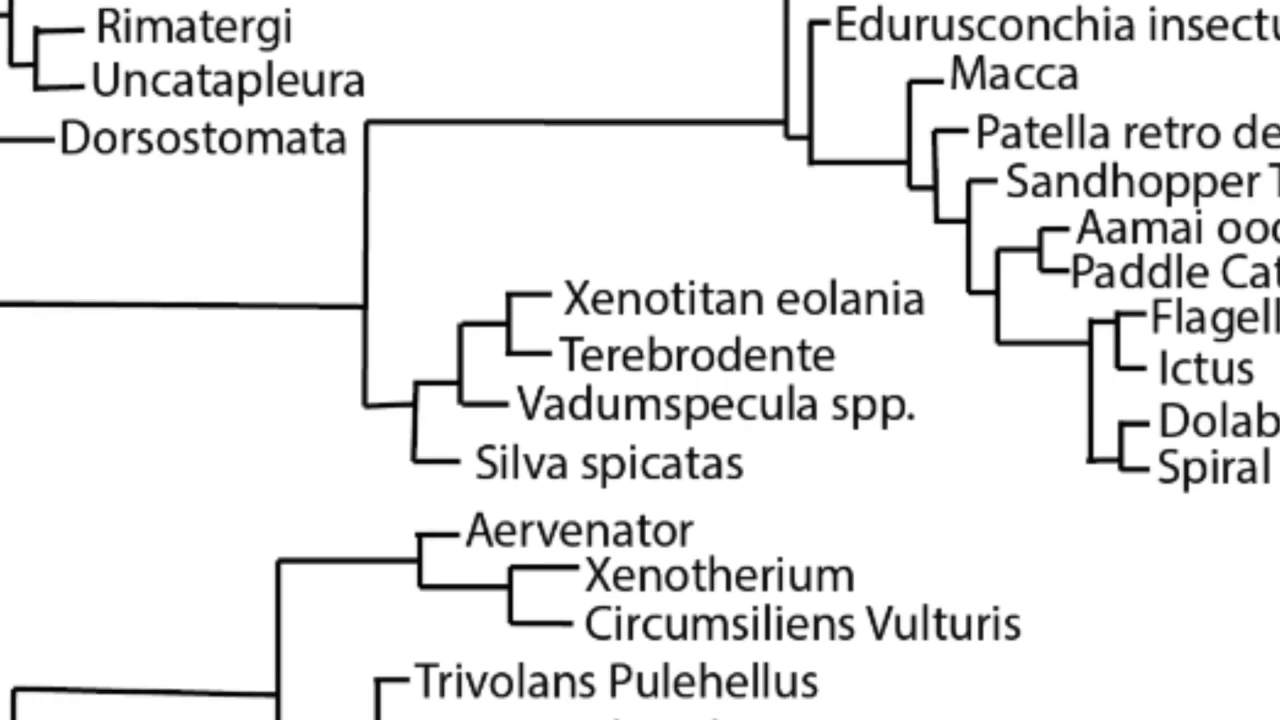 Rimatergi
Uncatapleura
Dorsostomata
Edurusconchia
Macca
Patella retro
Sandhopper
Aamai
Paddle
Ictus
Spiral
Xenotitan eolania
Terebrodente
Vadumspecula spp.
Silva spicatas
Aervenator
Xenotherium
Circumsiliens Vulturis
Trivolans Pulehellus